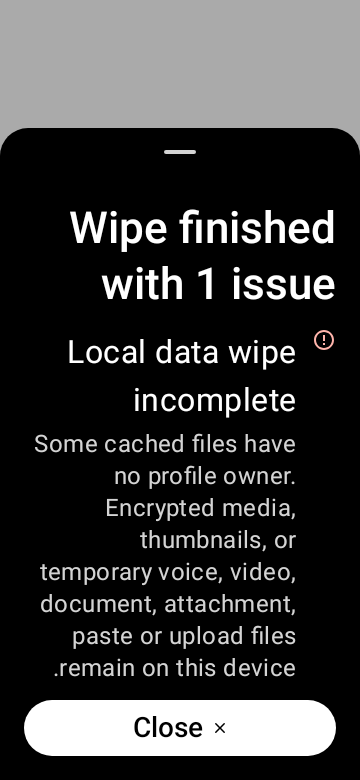 Wipe finished
with 1 issue
Local data wipe
incomplete
Some cached files have
no profile owner.
Encrypted media,
thumbnails, or
temporary voice, video,
document, attachment,
paste or upload files
.remain on this device
Close ×